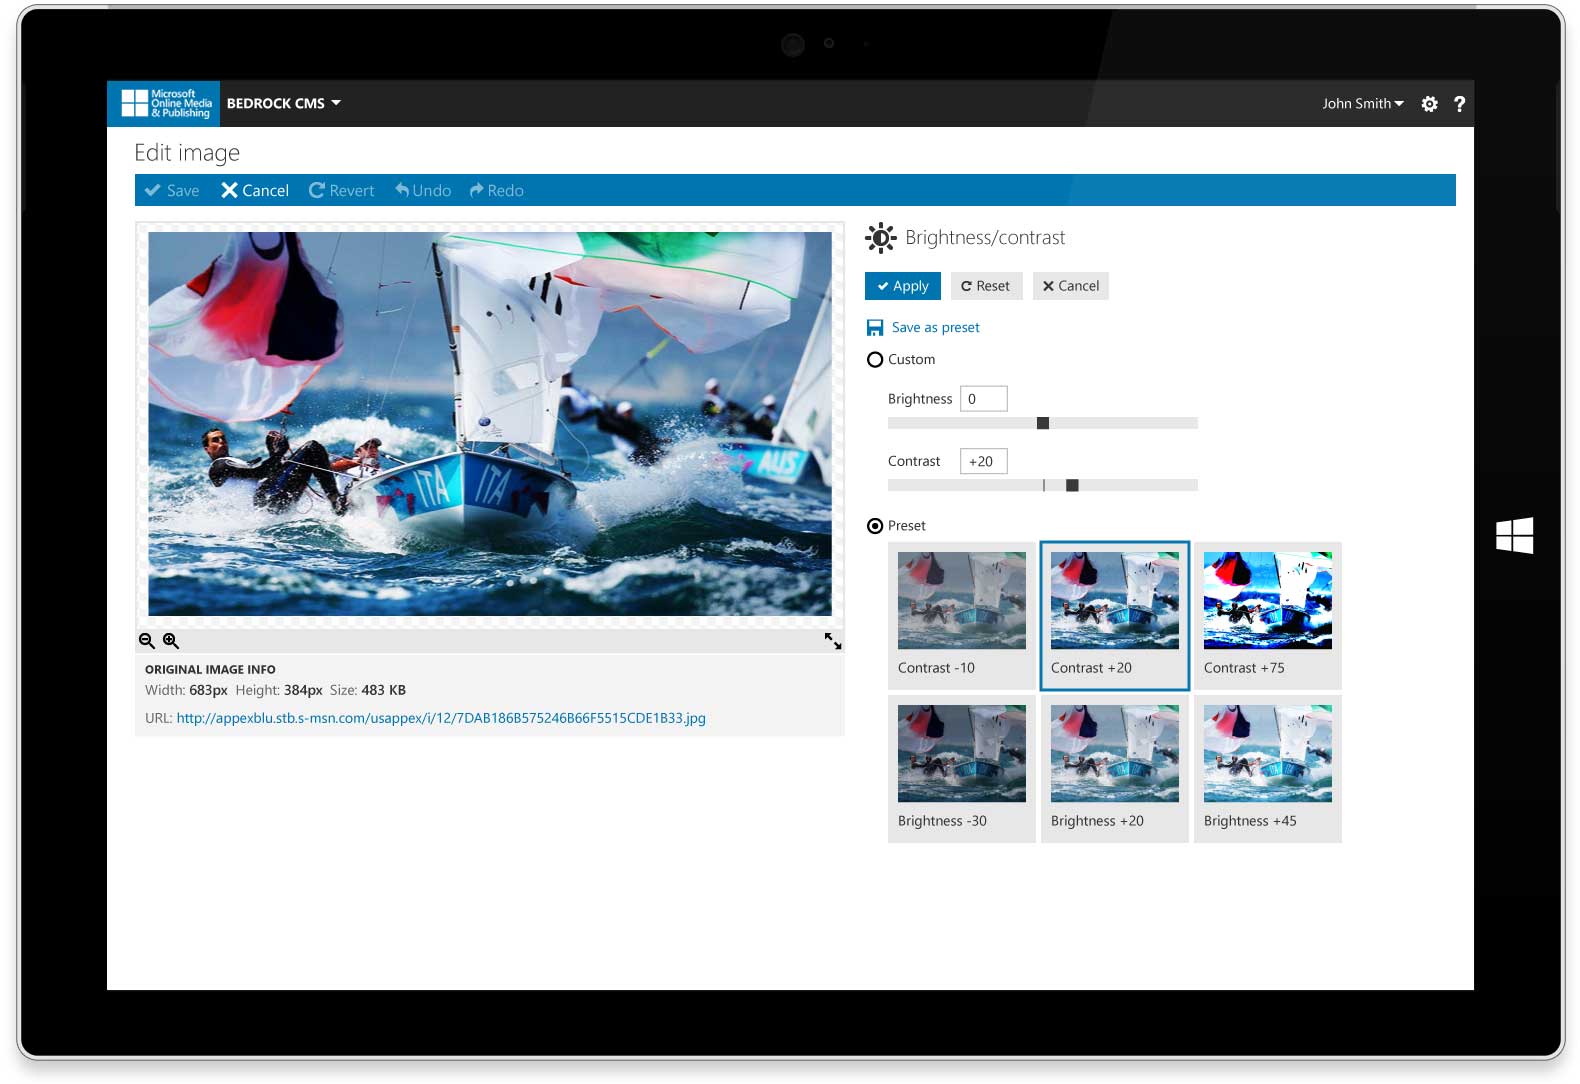 Microsoft
Online Media
& Publishing
BEDROCK CMS
John Smith
?
Edit image
Save Cancel Revert Undo Redo
Brightness/contrast
Apply Reset Cancel
Save as preset
Custom
Brightness 0
Contrast +20
Preset
ITA ITA
AUS
Contrast -10 Contrast +20 Contrast +75
Brightness -30 Brightness +20 Brightness +45
ORIGINAL IMAGE INFO
Width: 683px Height: 384px Size: 483 KB
URL: http://appexblu.stb.s-msn.com/usappex/i/12/7DAB186B575246B66F5515CDE1B33.jpg